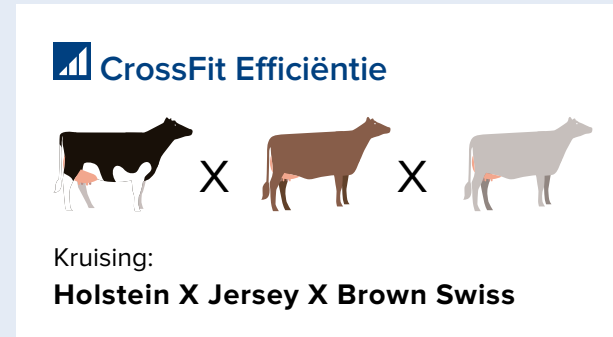 CrossFit Efficiëntie
X X
Kruising:
Holstein X Jersey X Brown Swiss